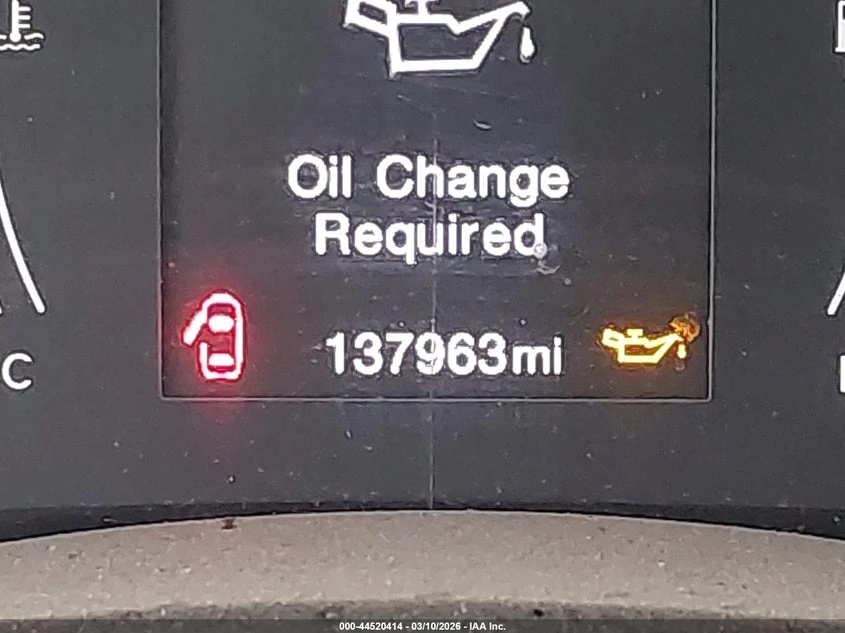 Oil Change
Required
137963mi
C
000-44520414 - 03/10/2026 - IAA Inc.